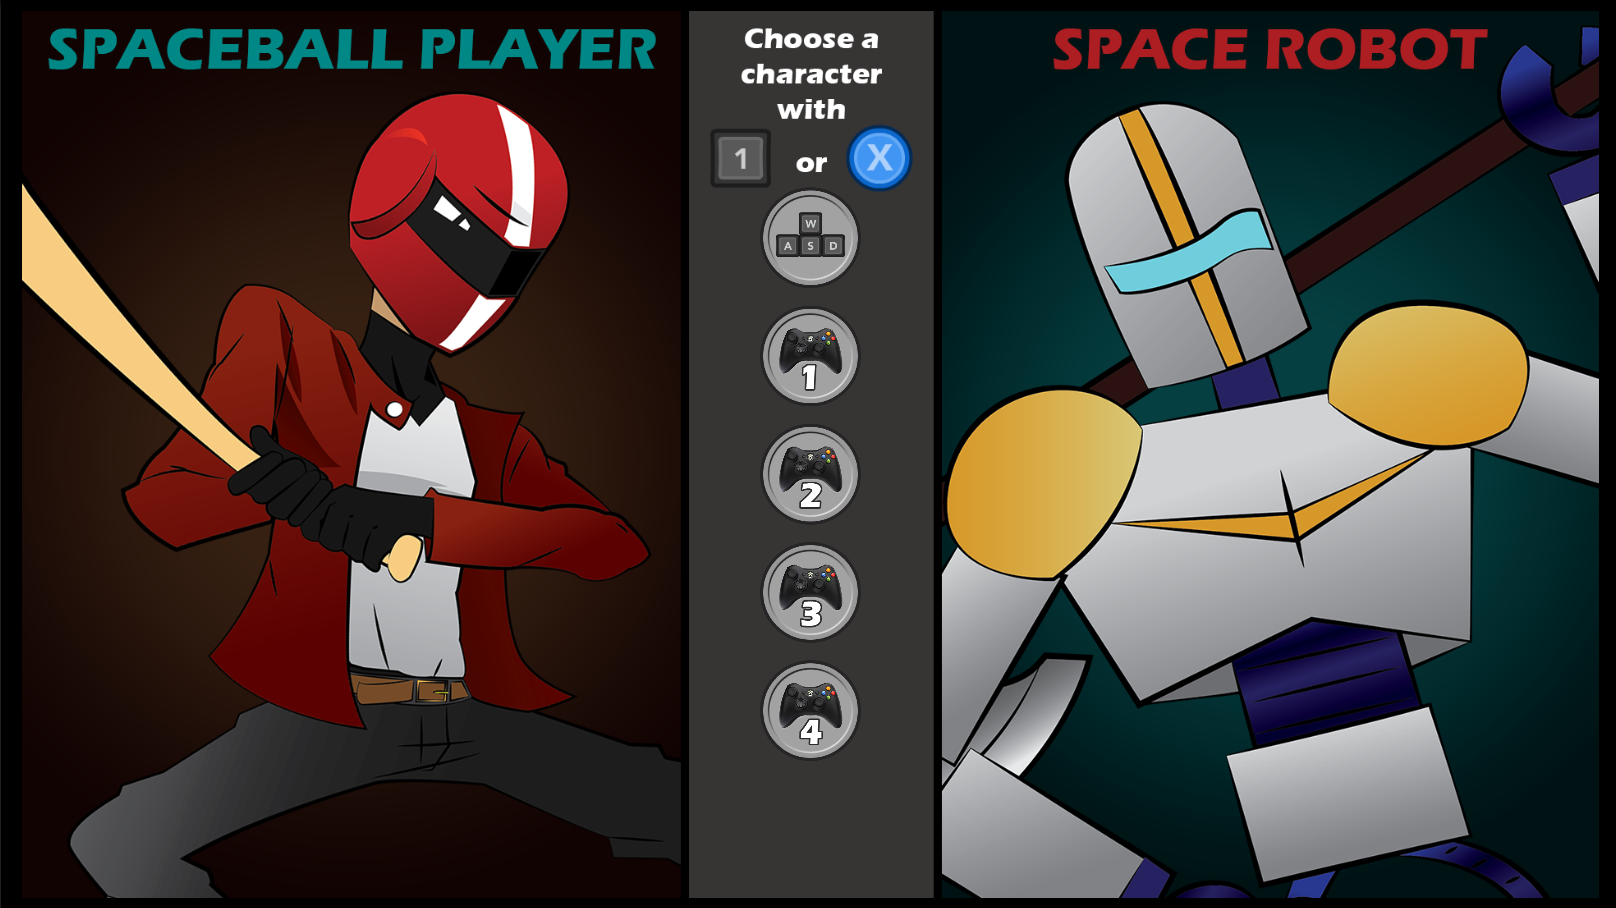 SPACEBALL PLAYER
Choose a
character
with
1 or X
W
A S D
1
2
3
4
SPACE ROBOT